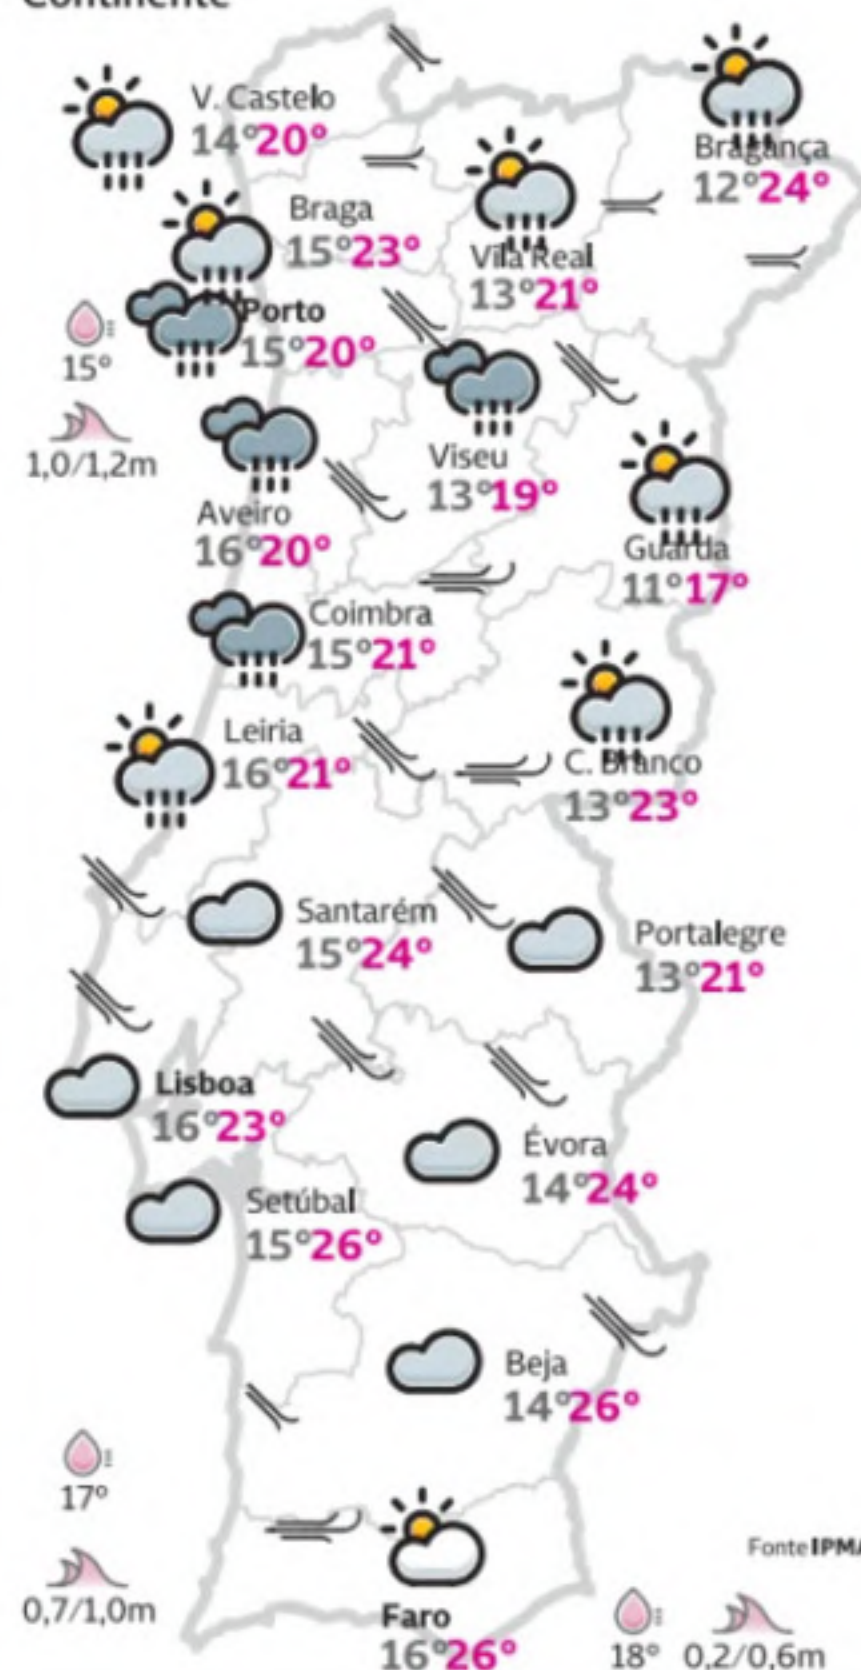 Continente
V. Castelo
14°20°
Bragança
12°24°
Braga
15°23°
Vila Real
13°21°
Porto
15°20°
15°
1,0/1,2m
Viseu
13°19°
Aveiro
16°20°
Guarda
11°17°
Coimbra
15°21°
Leiria
16°21°
C. Branco
13°23°
Santarém
15°24°
Portalegre
13°21°
Lisboa
16°23°
Évora
14°24°
Setúbal
15°26°
Beja
14°26°
17°
0,7/1,0m
Fonte IPMA
Faro
16°26°
18°
0,2/0,6m